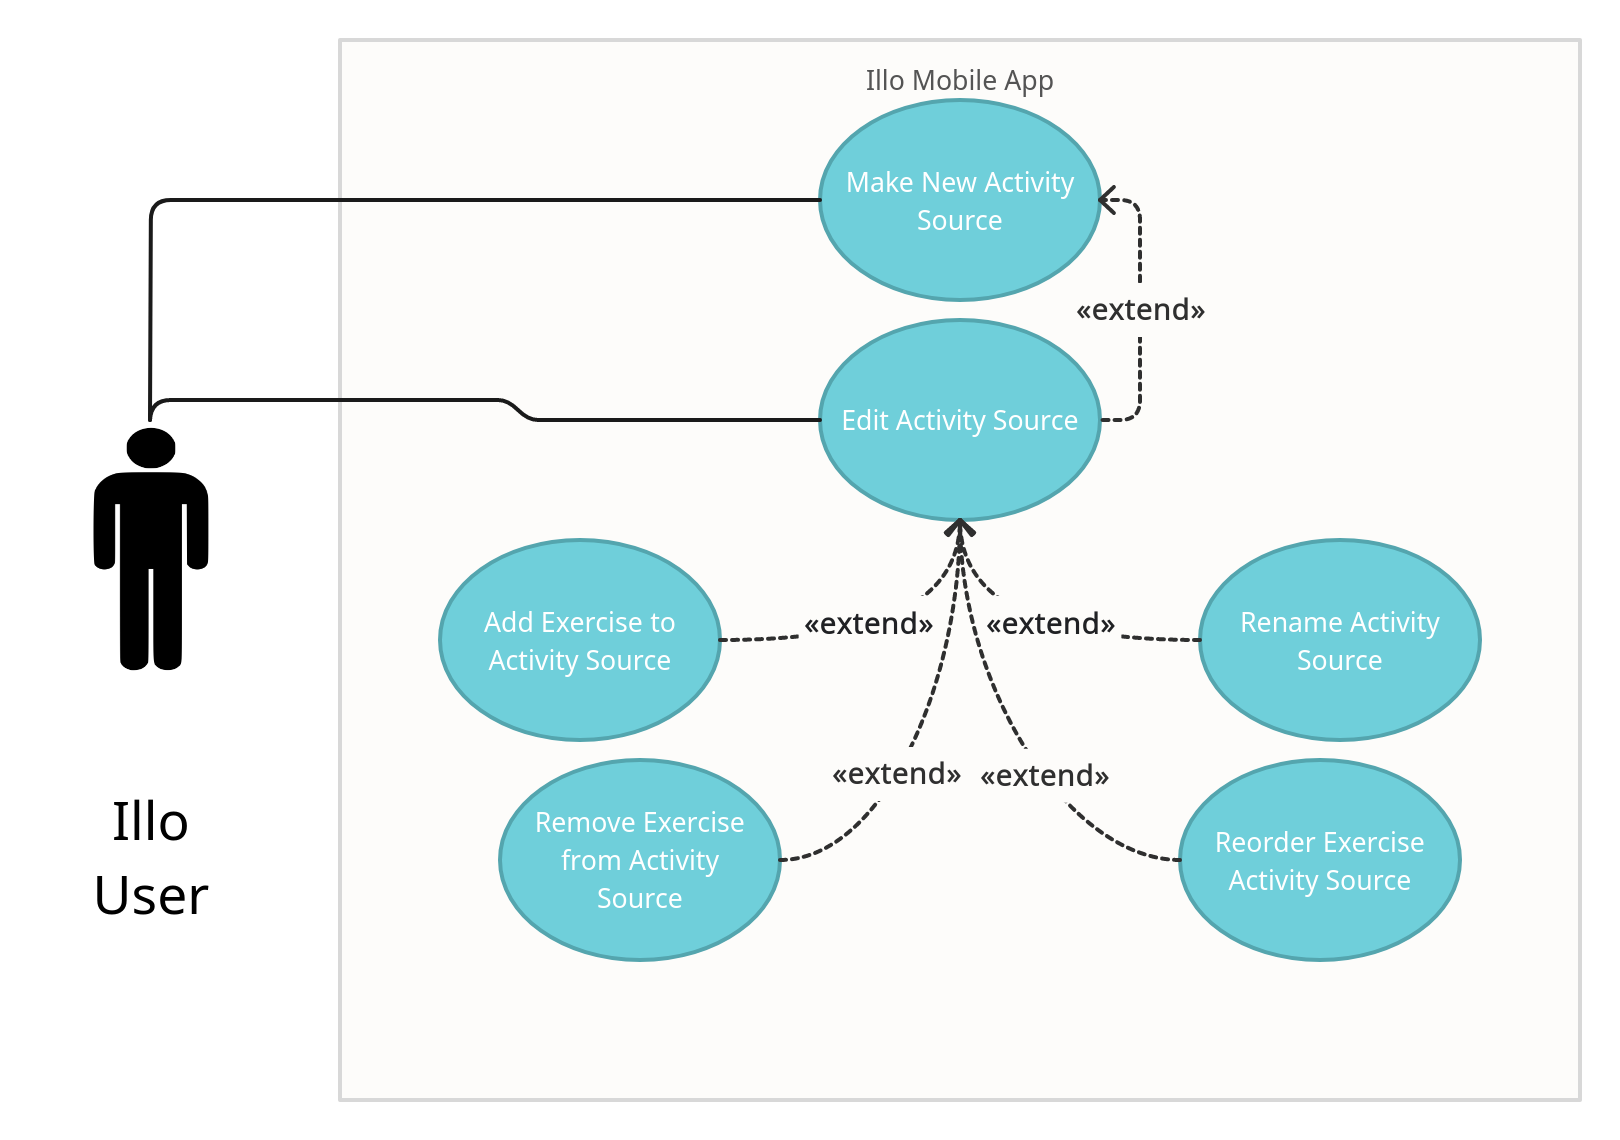 Illo Mobile App
Make New Activity
Source
«extend»
Edit Activity Source
Add Exercise to
Activity Source
«extend»
«extend»
Rename Activity
Source
Remove Exercise
from Activity
Source
«extend»
«extend»
Reorder Exercise
Activity Source
Illo
User